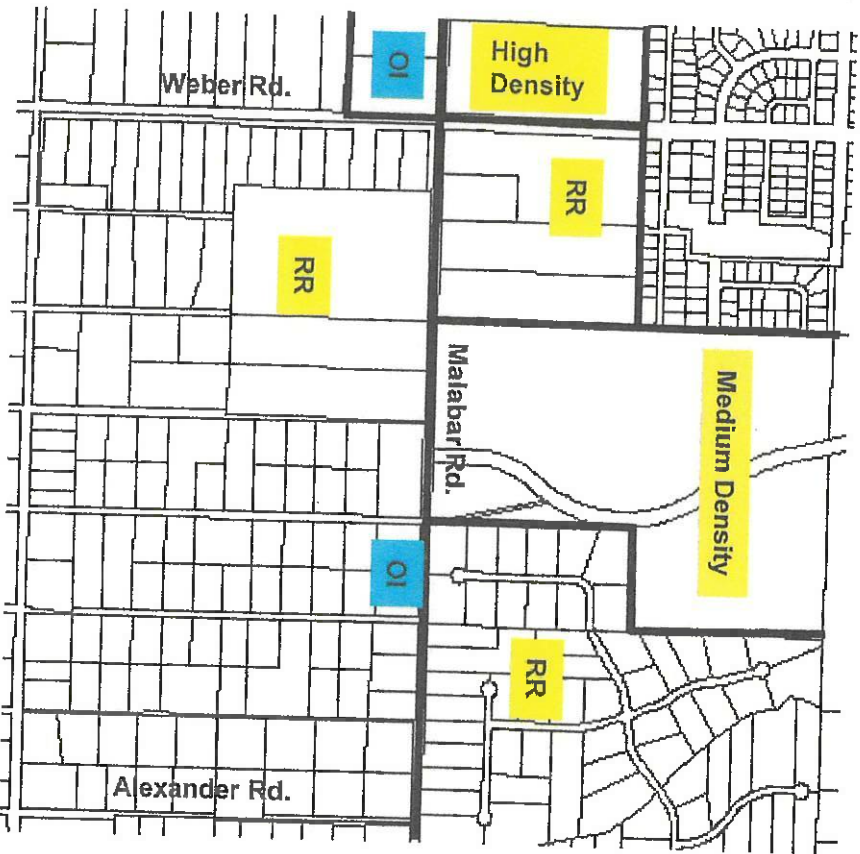 OI
High
Density
Weber Rd.
RR
RR
Malabar Rd.
Medium Density
OI
RR
Alexander Rd.